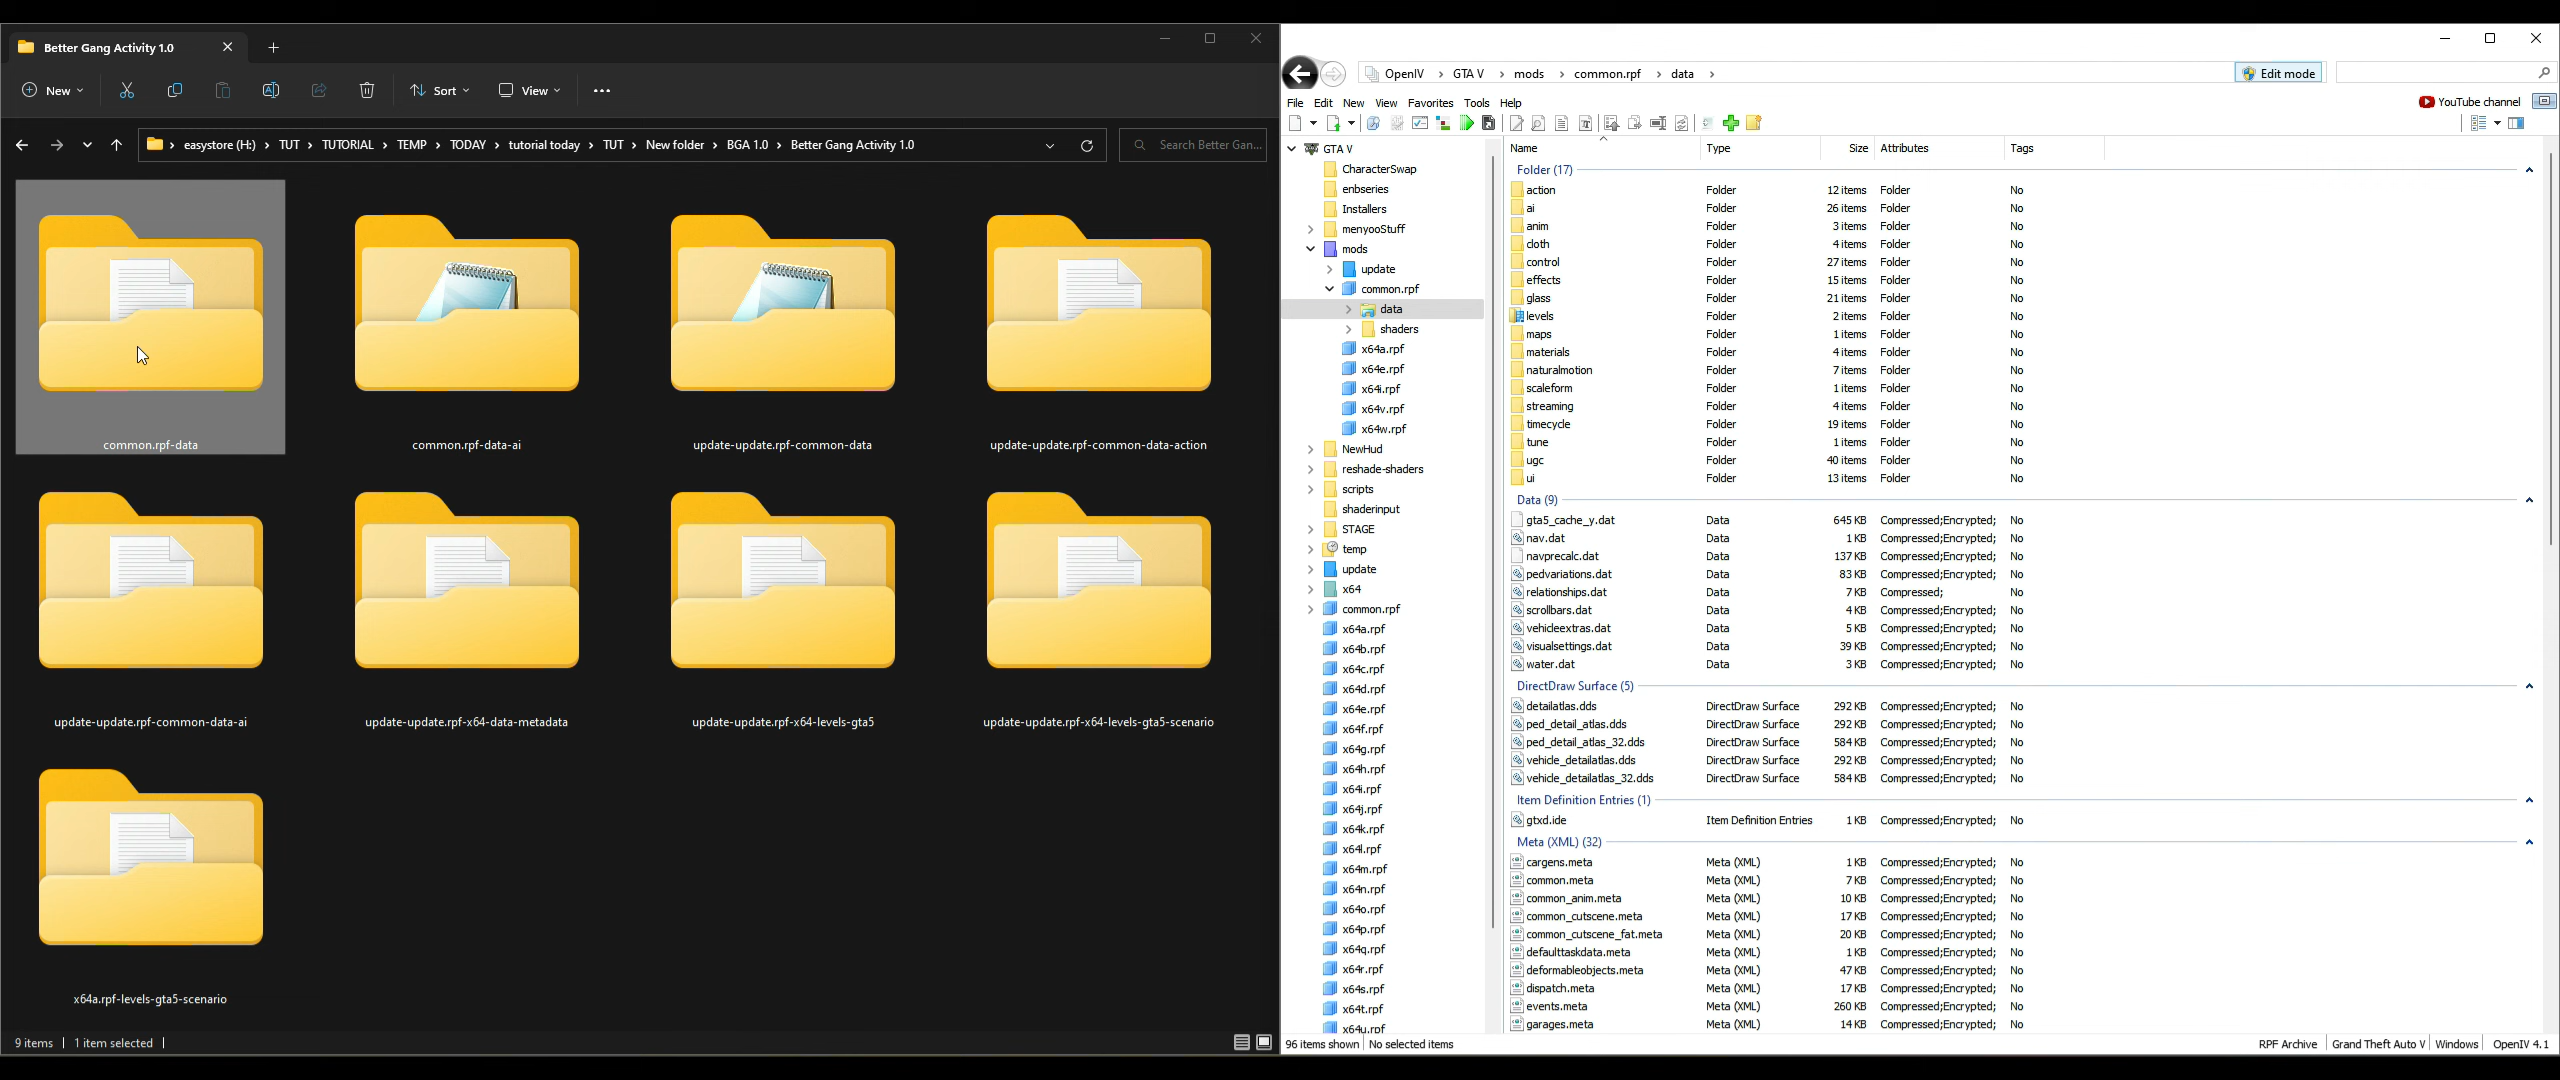 Better Gang Activity 1.0
New
Sort
View
easystore (H:) › TUT › TUTORIAL › TEMP › TODAY › tutorial today › TUT › New folder › BGA 1.0 › Better Gang Activity 1.0
Search Better Gan...
common.rpf-data
common.rpf-data-ai
update-update.rpf-common-data
update-update.rpf-common-data-action
update-update.rpf-common-data-ai
update-update.rpf-x64-data-metadata
update-update.rpf-x64-levels-gta5
update-update.rpf-x64-levels-gta5-scenario
x64a.rpf-levels-gta5-scenario
9 items | 1 item selected |
OpenIV › GTA V › mods › common.rpf › data ›
Edit mode
File Edit New View Favorites Tools Help
YouTube channel
GTA V
CharacterSwap
enbseries
Installers
menyooStuff
mods
update
common.rpf
data
shaders
x64a.rpf
x64e.rpf
x64i.rpf
x64v.rpf
x64w.rpf
NewHud
reshade-shaders
scripts
shaderinput
STAGE
temp
update
x64
common.rpf
x64a.rpf
x64b.rpf
x64c.rpf
x64d.rpf
x64e.rpf
x64f.rpf
x64g.rpf
x64h.rpf
x64i.rpf
x64j.rpf
x64k.rpf
x64l.rpf
x64m.rpf
x64n.rpf
x64o.rpf
x64p.rpf
x64q.rpf
x64r.rpf
x64s.rpf
x64t.rpf
x64u.rpf
Name Type Size Attributes Tags
Folder (17)
action Folder 12 items Folder No
ai Folder 26 items Folder No
anim Folder 3 items Folder No
cloth Folder 4 items Folder No
control Folder 27 items Folder No
effects Folder 15 items Folder No
glass Folder 21 items Folder No
levels Folder 2 items Folder No
maps Folder 1 items Folder No
materials Folder 4 items Folder No
naturalmotion Folder 7 items Folder No
scaleform Folder 1 items Folder No
streaming Folder 4 items Folder No
timecycle Folder 19 items Folder No
tune Folder 1 items Folder No
ugc Folder 40 items Folder No
ui Folder 13 items Folder No
Data (9)
gta5_cache_y.dat Data 645 KB Compressed;Encrypted; No
nav.dat Data 1 KB Compressed;Encrypted; No
navprecalc.dat Data 137 KB Compressed;Encrypted; No
pedvariations.dat Data 83 KB Compressed;Encrypted; No
relationships.dat Data 7 KB Compressed; No
scrollbars.dat Data 4 KB Compressed;Encrypted; No
vehicleextras.dat Data 5 KB Compressed;Encrypted; No
visualsettings.dat Data 39 KB Compressed;Encrypted; No
water.dat Data 3 KB Compressed;Encrypted; No
DirectDraw Surface (5)
detailatlas.dds DirectDraw Surface 292 KB Compressed;Encrypted; No
ped_detail_atlas.dds DirectDraw Surface 292 KB Compressed;Encrypted; No
ped_detail_atlas_32.dds DirectDraw Surface 584 KB Compressed;Encrypted; No
vehicle_detailatlas.dds DirectDraw Surface 292 KB Compressed;Encrypted; No
vehicle_detailatlas_32.dds DirectDraw Surface 584 KB Compressed;Encrypted; No
Item Definition Entries (1)
gtxd.ide Item Definition Entries 1 KB Compressed;Encrypted; No
Meta (XML) (32)
cargens.meta Meta (XML) 1 KB Compressed;Encrypted; No
common.meta Meta (XML) 7 KB Compressed;Encrypted; No
common_anim.meta Meta (XML) 10 KB Compressed;Encrypted; No
common_cutscene.meta Meta (XML) 17 KB Compressed;Encrypted; No
common_cutscene_fat.meta Meta (XML) 20 KB Compressed;Encrypted; No
defaulttaskdata.meta Meta (XML) 1 KB Compressed;Encrypted; No
deformableobjects.meta Meta (XML) 47 KB Compressed;Encrypted; No
dispatch.meta Meta (XML) 17 KB Compressed;Encrypted; No
events.meta Meta (XML) 260 KB Compressed;Encrypted; No
garages.meta Meta (XML) 14 KB Compressed;Encrypted; No
96 items shown No selected items
RPF Archive Grand Theft Auto V Windows OpenIV 4.1